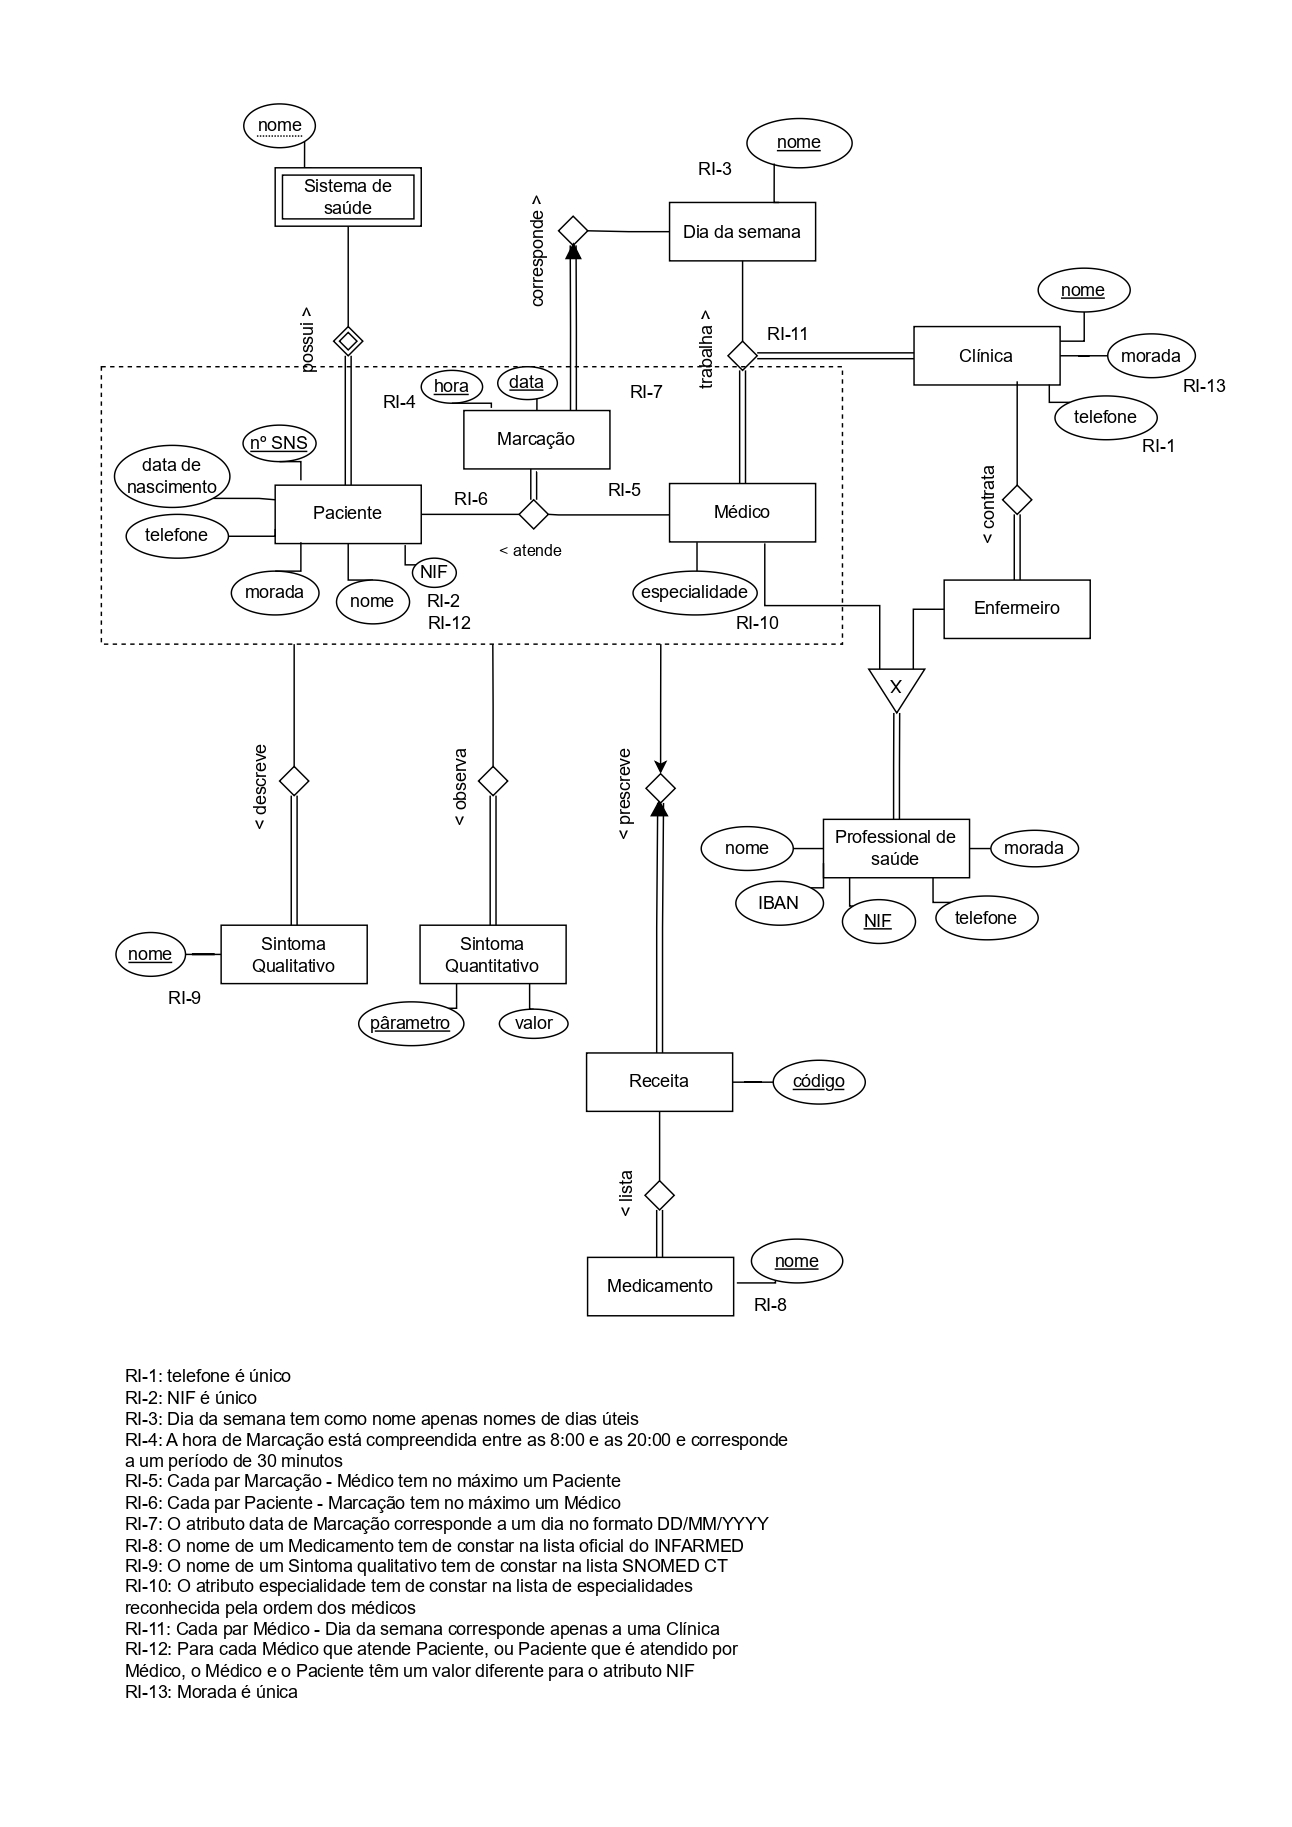 nome
Sistema de
saúde
nome
RI-3
corresponde >
Dia da semana
nome
possui >
trabalha >
RI-11
Clínica
morada
RI-13
telefone
RI-1
hora
data
RI-4
RI-7
Marcação
nº SNS
data de
nascimento
telefone
Paciente
morada
nome
NIF
RI-2
RI-12
RI-6
RI-5
< atende
Médico
especialidade
RI-10
< contrata
Enfermeiro
X
< descreve
< observa
< prescreve
nome
Professional de
saúde
morada
IBAN
NIF
telefone
nome
Sintoma
Qualitativo
RI-9
Sintoma
Quantitativo
pârametro
valor
Receita
código
< lista
nome
Medicamento
RI-8
RI-1: telefone é único
RI-2: NIF é único
RI-3: Dia da semana tem como nome apenas nomes de dias úteis
RI-4: A hora de Marcação está compreendida entre as 8:00 e as 20:00 e corresponde
a um período de 30 minutos
RI-5: Cada par Marcação - Médico tem no máximo um Paciente
RI-6: Cada par Paciente - Marcação tem no máximo um Médico
RI-7: O atributo data de Marcação corresponde a um dia no formato DD/MM/YYYY
RI-8: O nome de um Medicamento tem de constar na lista oficial do INFARMED
RI-9: O nome de um Sintoma qualitativo tem de constar na lista SNOMED CT
RI-10: O atributo especialidade tem de constar na lista de especialidades
reconhecida pela ordem dos médicos
RI-11: Cada par Médico - Dia da semana corresponde apenas a uma Clínica
RI-12: Para cada Médico que atende Paciente, ou Paciente que é atendido por
Médico, o Médico e o Paciente têm um valor diferente para o atributo NIF
RI-13: Morada é única